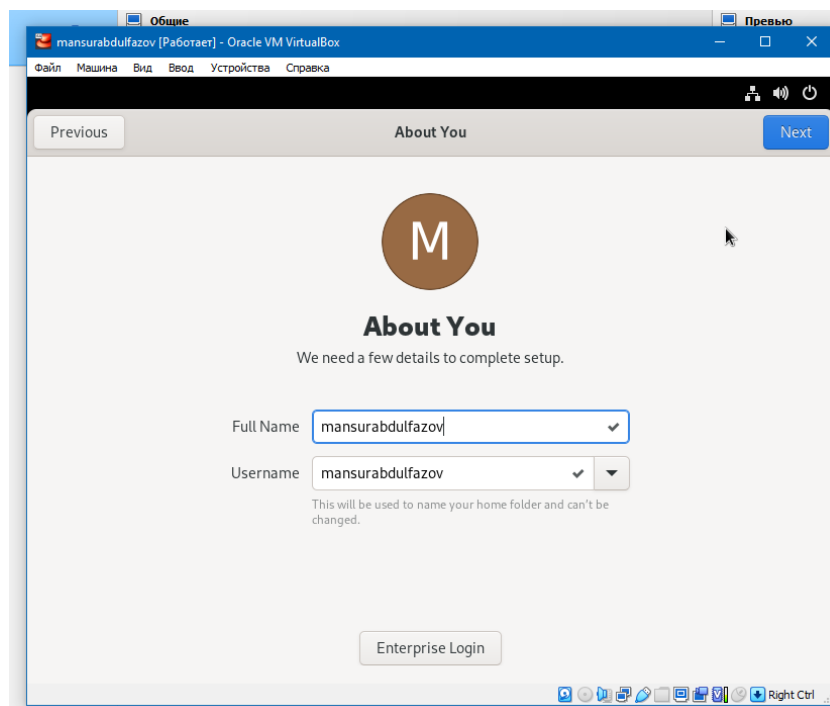 Общие
Превью
mansurabdulfazov [Работает] - Oracle VM VirtualBox
Файл Машина Вид Ввод Устройства Справка
Previous
About You
Next
M
About You
We need a few details to complete setup.
Full Name mansurabdulfazov
Username mansurabdulfazov
This will be used to name your home folder and can't be
changed.
Enterprise Login
Right Ctrl